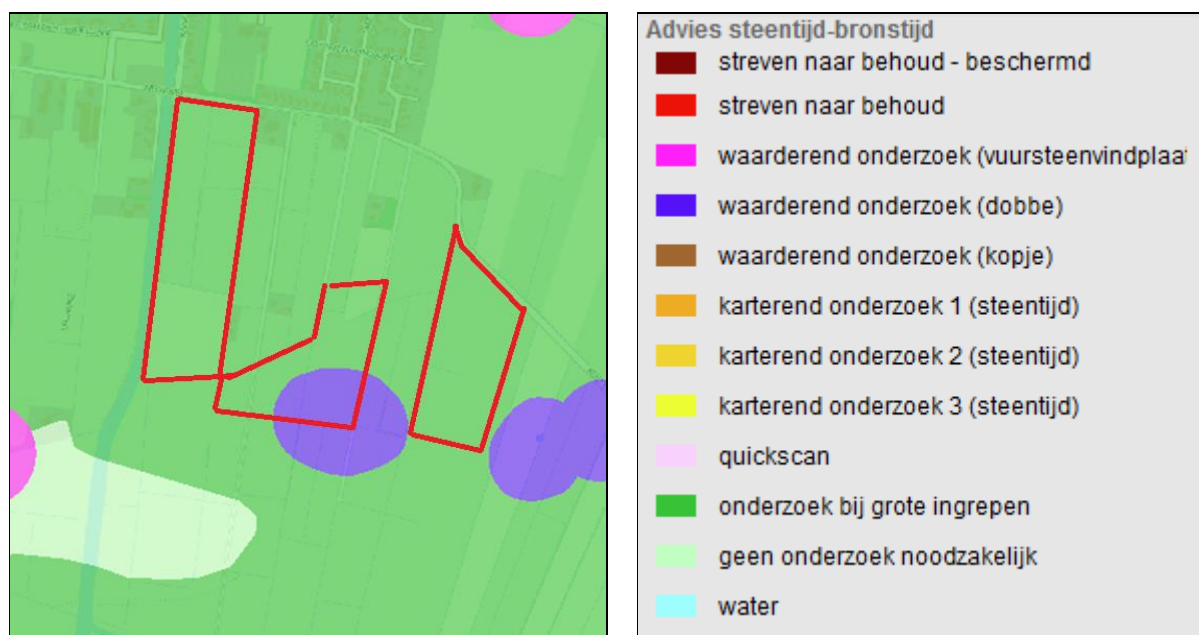 Advies steentijd-bronstijd
streven naar behoud - beschermd
streven naar behoud
waarderend onderzoek (vuursteenvindplaat
waarderend onderzoek (dobbe)
waarderend onderzoek (kopje)
karterend onderzoek 1 (steentijd)
karterend onderzoek 2 (steentijd)
karterend onderzoek 3 (steentijd)
quickscan
onderzoek bij grote ingrepen
geen onderzoek noodzakelijk
water